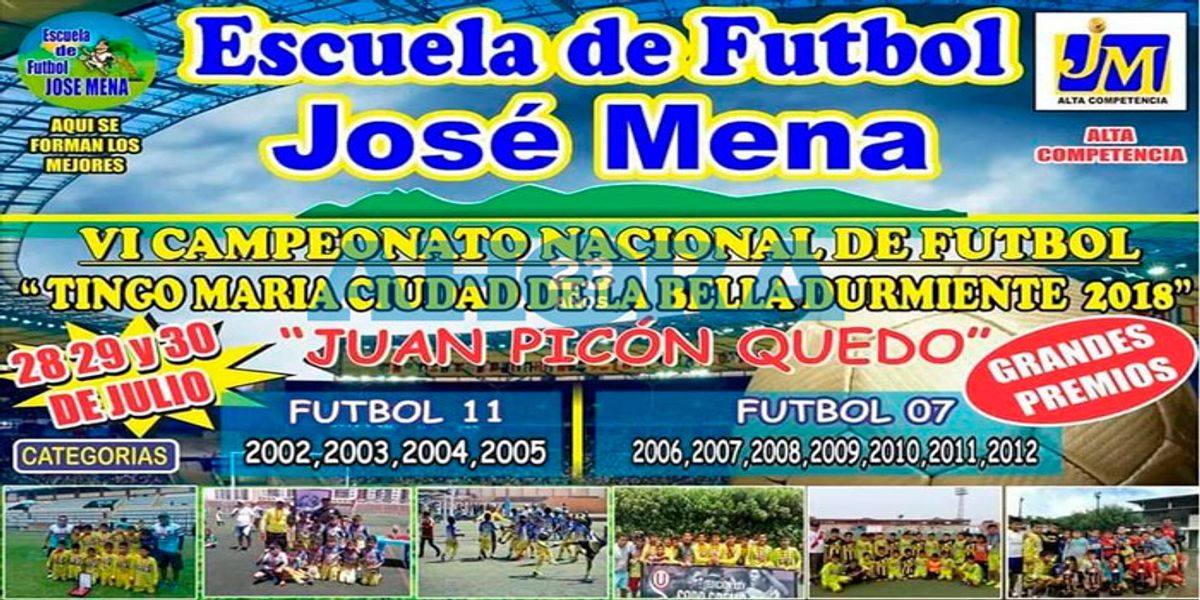 Escuela
de
Futbol
JOSE MENA
AQUI SE
FORMAN LOS
MEJORES
Escuela de Futbol
José Mena
JM
ALTA COMPETENCIA
ALTA
COMPETENCIA
VI CAMPEONATO NACIONAL DE FUTBOL
"TINGO MARIA CIUDAD DE LA BELLA DURMIENTE 2018"
AHORA
23
AÑOS
"JUAN PICÓN QUEDO"
28 29 y 30
DE JULIO
GRANDES
PREMIOS
CATEGORIAS
FUTBOL 11
2002,2003,2004,2005
FUTBOL 07
2006,2007,2008,2009,2010,2011,2012